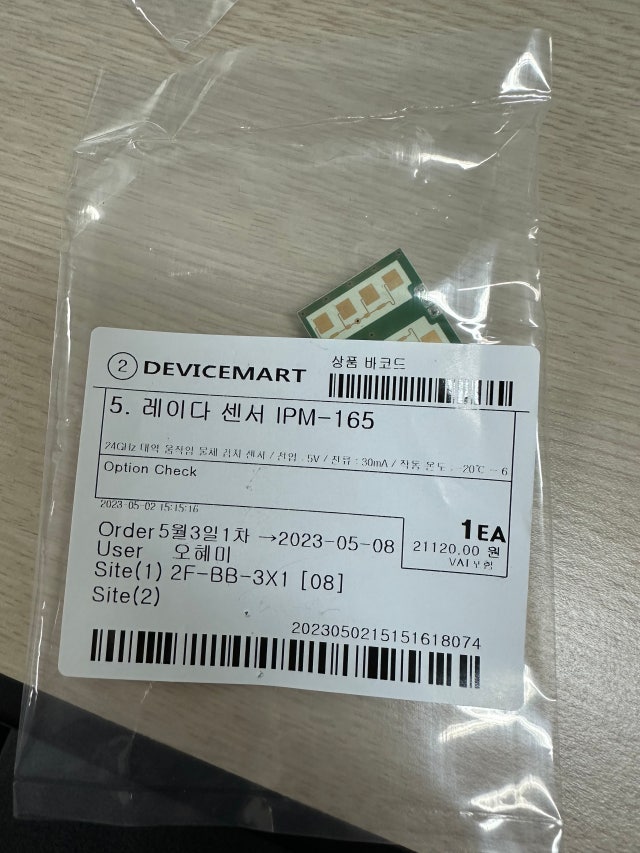 2 DEVICEMART
상품 바코드
5. 레이다 센서 IPM-165
24GHz 대역 움직임 물체 감지 센서 / 전압 : 5V / 전류 : 30mA / 작동 온도 : -20℃ ~ 6
Option Check
2023-05-02 15:15:16
1EA
21120.00 원
VAT포함
Order 5월3일1차 →2023-05-08
User 오혜미
Site(1) 2F-BB-3X1 [08]
Site(2)
2023050215151618074